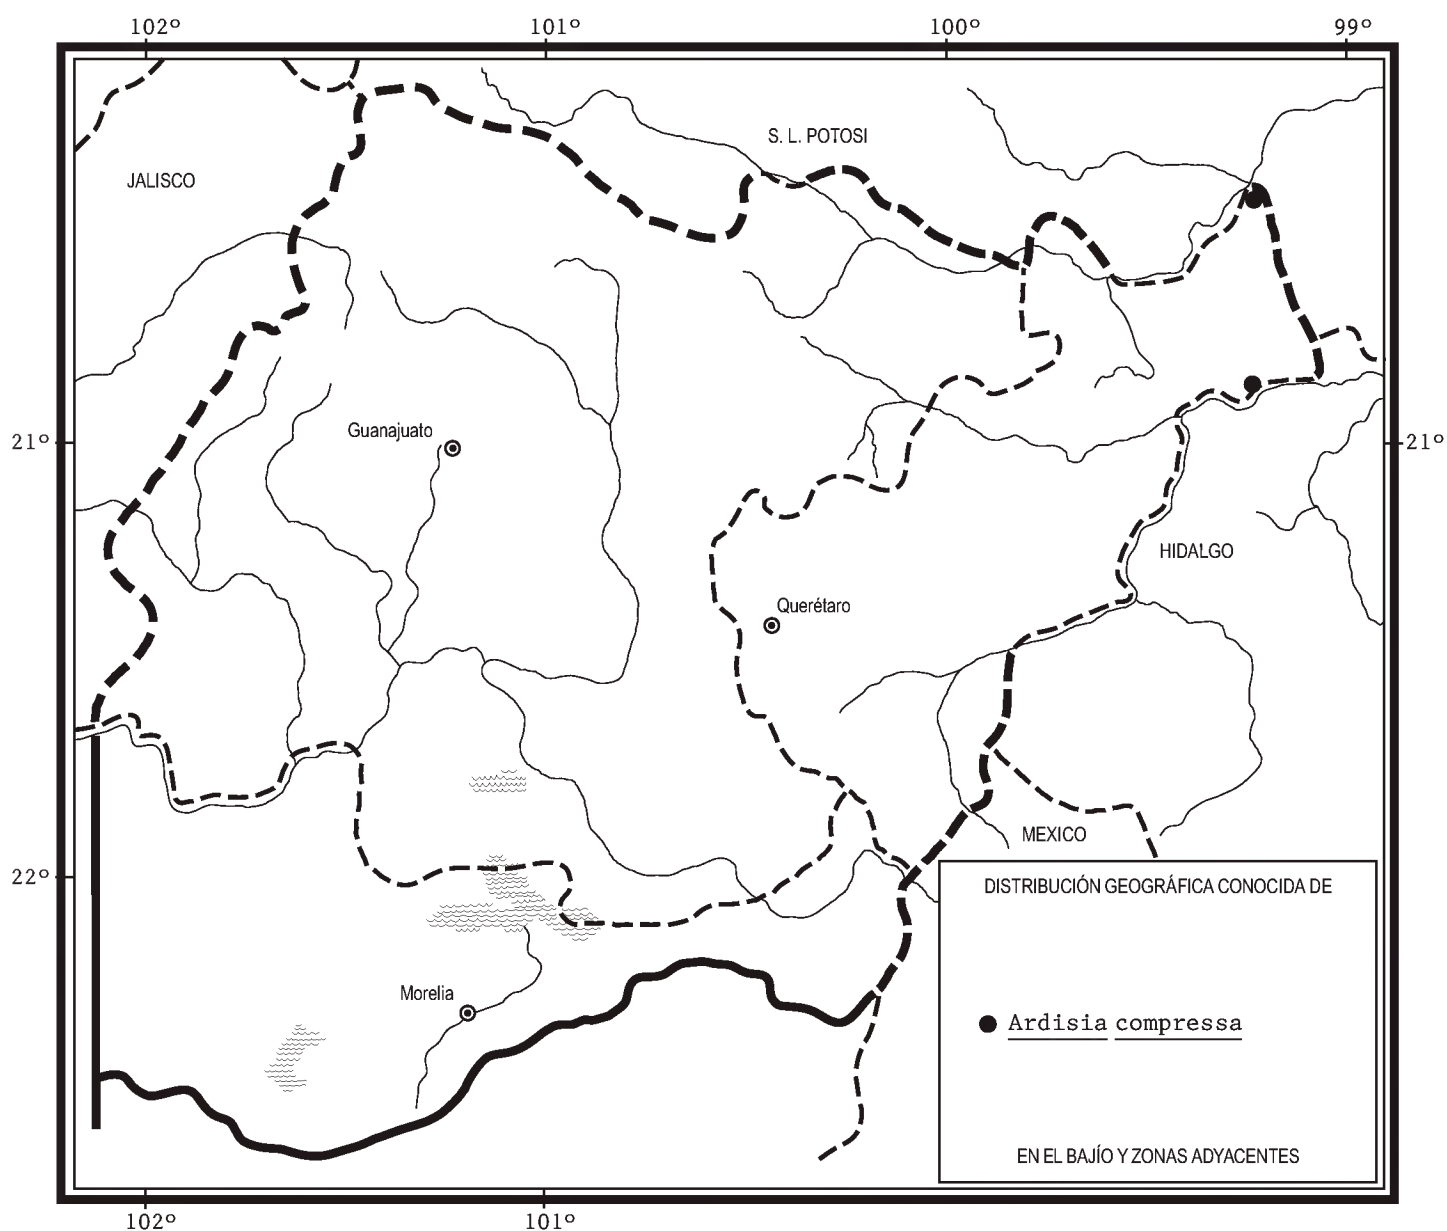 102º 101º 100º 99º
S. L. POTOSI
JALISCO
Guanajuato
21º 21º
HIDALGO
Querétaro
MEXICO
22º
DISTRIBUCIÓN GEOGRÁFICA CONOCIDA DE
Morelia
Ardisia compressa
EN EL BAJÍO Y ZONAS ADYACENTES
102º 101º